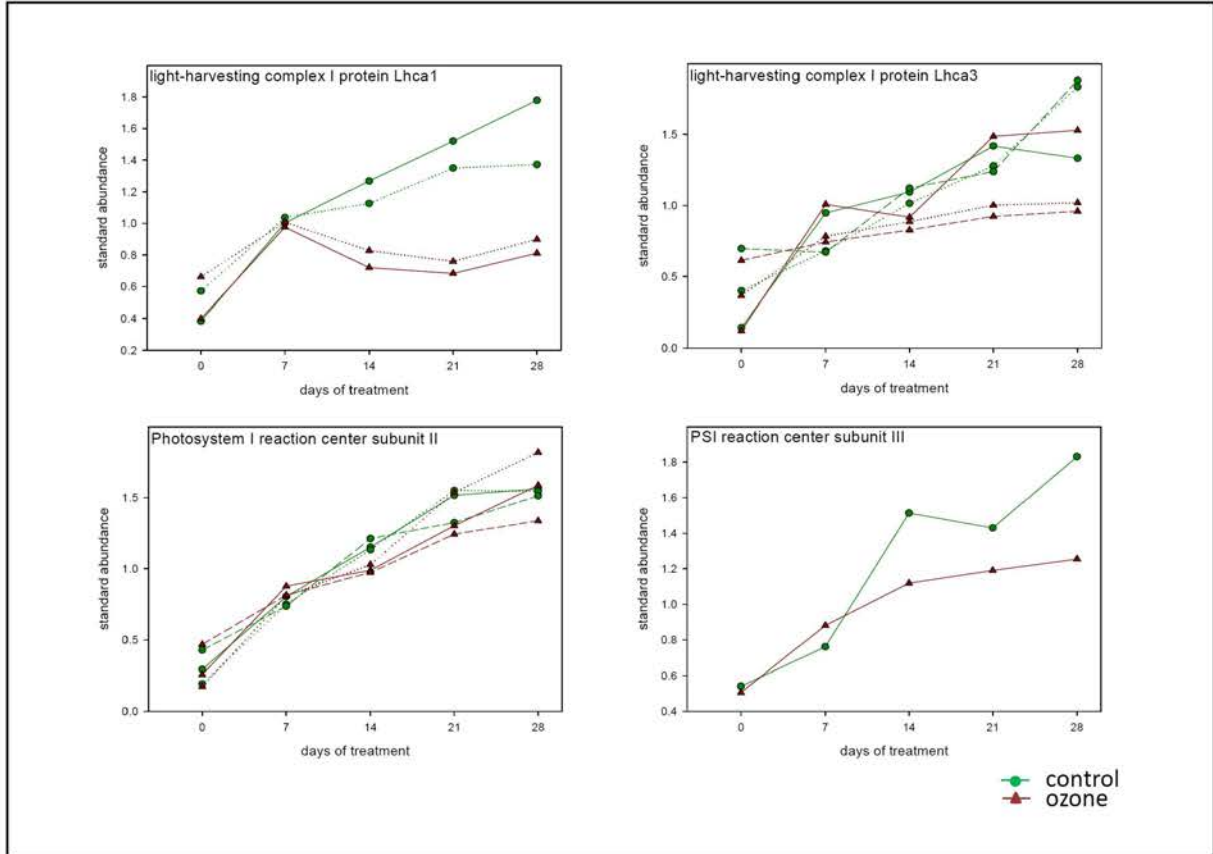 light-harvesting complex I protein Lhca1
standard abundance
1.8
1.6
1.4
1.2
1.0
0.8
0.6
0.4
0.2
0 7 14 21 28
days of treatment
light-harvesting complex I protein Lhca3
standard abundance
1.5
1.0
0.5
0.0
0 7 14 21 28
days of treatment
Photosystem I reaction center subunit II
standard abundance
1.5
1.0
0.5
0.0
0 7 14 21 28
days of treatment
PSI reaction center subunit III
standard abundance
1.8
1.6
1.4
1.2
1.0
0.8
0.6
0.4
0 7 14 21 28
days of treatment
control
ozone